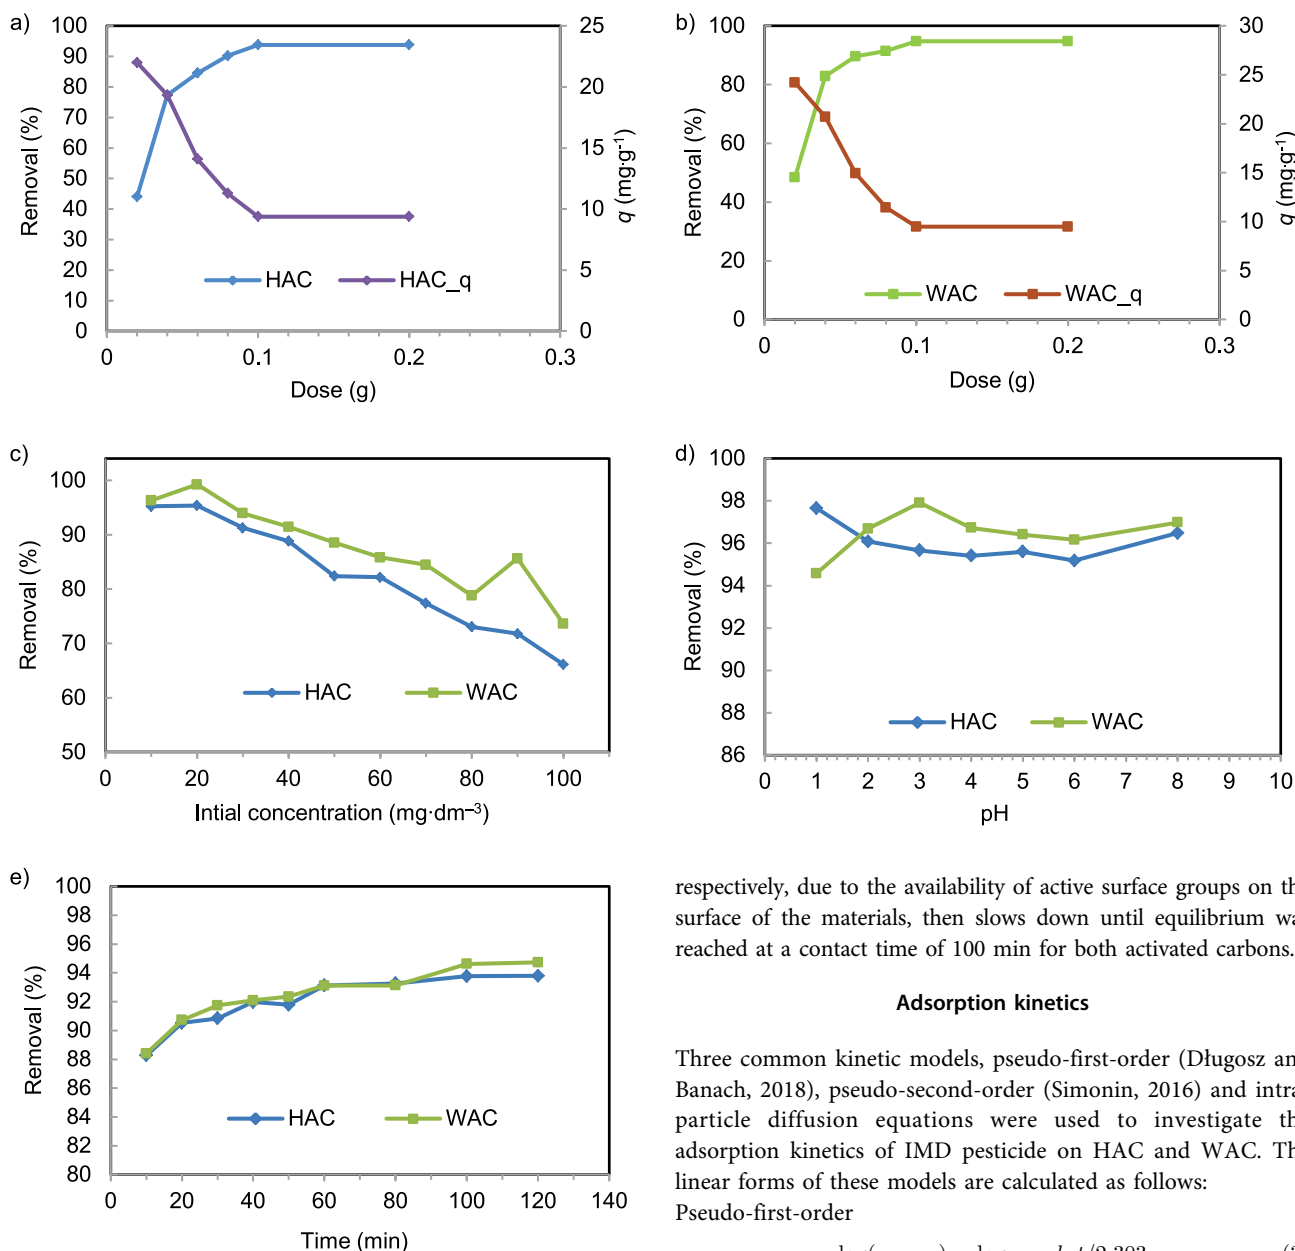 a)
100
90
80
70
60
50
40
30
20
10
0
Removal (%)
25
20
15
10
5
0
q (mg·g-1)
HAC
HAC_q
0
0.1
0.2
0.3
Dose (g)
b)
100
80
60
40
20
0
Removal (%)
30
25
20
15
10
5
0
q (mg·g-1)
WAC
WAC_q
0
0.1
0.2
0.3
Dose (g)
c)
100
90
80
70
60
50
Removal (%)
HAC
WAC
20
40
60
80
100
Intial concentration (mg·dm–3)
d)
100
98
96
94
92
90
88
86
Removal (%)
HAC
WAC
0 1 2 3 4 5 6 7 8 9 10
pH
e)
100
98
96
94
92
90
88
86
84
82
80
Removal (%)
HAC
WAC
0 20 40 60 80 100 120 140
Time (min)
respectively, due to the availability of active surface groups on th
surface of the materials, then slows down until equilibrium wa
reached at a contact time of 100 min for both activated carbons.
Adsorption kinetics
Three common kinetic models, pseudo-first-order (Długosz an
Banach, 2018), pseudo-second-order (Simonin, 2016) and intra
particle diffusion equations were used to investigate th
adsorption kinetics of IMD pesticide on HAC and WAC. Th
linear forms of these models are calculated as follows:
Pseudo-first-order